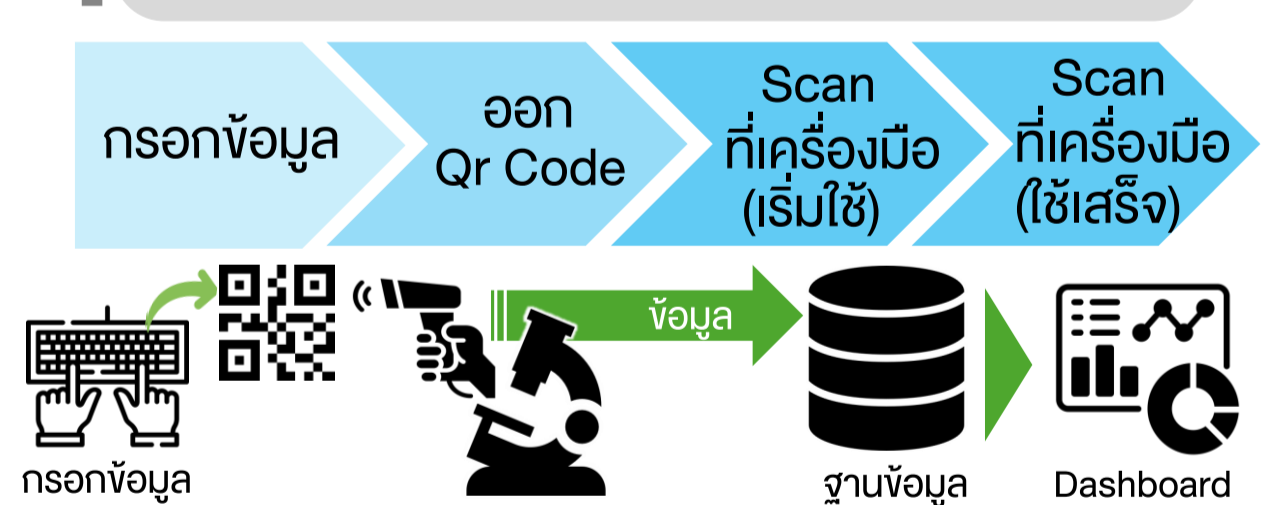 กรอกข้อมูล
ออก
Qr Code
Scan
ที่เครื่องมือ
(เริ่มใช้)
Scan
ที่เครื่องมือ
(ใช้เสร็จ)
ข้อมูล
กรอกข้อมูล
ฐานข้อมูล
Dashboard